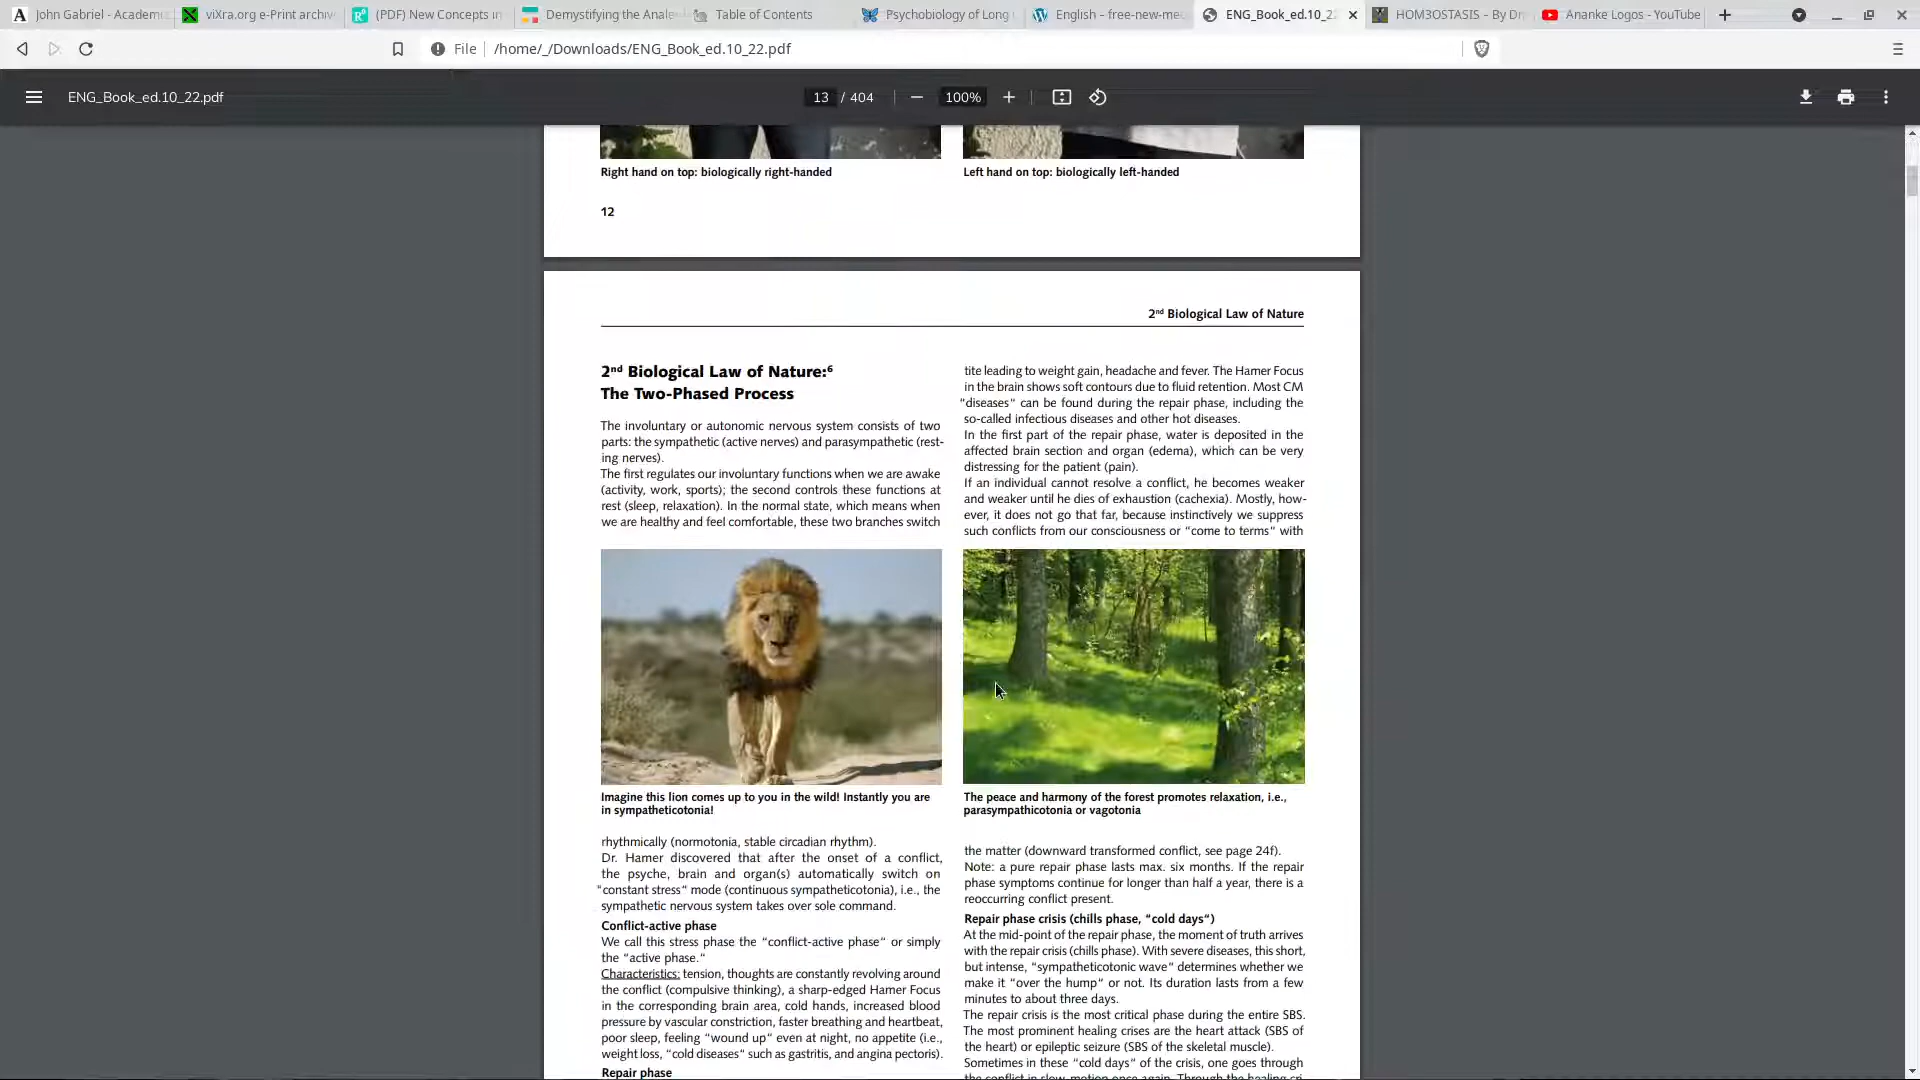 John Gabriel - Academi
viXra.org e-Print archiv
(PDF) New Concepts in
Demystifying the Anale
Table of Contents
Psychobiology of Long
English – free-new-med
ENG_Book_ed.10_22
HOM3OSTASIS – By Dr
Ananke Logos - YouTube
File
/home/_/Downloads/ENG_Book_ed.10_22.pdf
ENG_Book_ed.10_22.pdf
13 / 404
100%
Right hand on top: biologically right-handed
Left hand on top: biologically left-handed
12
2nd Biological Law of Nature
2nd Biological Law of Nature:6
The Two-Phased Process
The involuntary or autonomic nervous system consists of two
parts: the sympathetic (active nerves) and parasympathetic (rest-
ing nerves).
The first regulates our involuntary functions when we are awake
(activity, work, sports); the second controls these functions at
rest (sleep, relaxation). In the normal state, which means when
we are healthy and feel comfortable, these two branches switch
Imagine this lion comes up to you in the wild! Instantly you are
in sympatheticotonia!
rhythmically (normotonia, stable circadian rhythm).
Dr. Hamer discovered that after the onset of a conflict,
the psyche, brain and organ(s) automatically switch on
"constant stress" mode (continuous sympatheticotonia), i.e., the
sympathetic nervous system takes over sole command.
Conflict-active phase
We call this stress phase the "conflict-active phase" or simply
the "active phase."
Characteristics: tension, thoughts are constantly revolving around
the conflict (compulsive thinking), a sharp-edged Hamer Focus
in the corresponding brain area, cold hands, increased blood
pressure by vascular constriction, faster breathing and heartbeat,
poor sleep, feeling "wound up" even at night, no appetite (i.e.,
weight loss, "cold diseases" such as gastritis, and angina pectoris).
Repair phase
tite leading to weight gain, headache and fever. The Hamer Focus
in the brain shows soft contours due to fluid retention. Most CM
"diseases" can be found during the repair phase, including the
so-called infectious diseases and other hot diseases.
In the first part of the repair phase, water is deposited in the
affected brain section and organ (edema), which can be very
distressing for the patient (pain).
If an individual cannot resolve a conflict, he becomes weaker
and weaker until he dies of exhaustion (cachexia). Mostly, how-
ever, it does not go that far, because instinctively we suppress
such conflicts from our consciousness or "come to terms" with
The peace and harmony of the forest promotes relaxation, i.e.,
parasympathicotonia or vagotonia
the matter (downward transformed conflict, see page 24f).
Note: a pure repair phase lasts max. six months. If the repair
phase symptoms continue for longer than half a year, there is a
reoccurring conflict present.
Repair phase crisis (chills phase, "cold days")
At the mid-point of the repair phase, the moment of truth arrives
with the repair crisis (chills phase). With severe diseases, this short,
but intense, "sympatheticotonic wave" determines whether we
make it "over the hump" or not. Its duration lasts from a few
minutes to about three days.
The repair crisis is the most critical phase during the entire SBS.
The most prominent healing crises are the heart attack (SBS of
the heart) or epileptic seizure (SBS of the skeletal muscle).
Sometimes in these "cold days" of the crisis, one goes through
the conflict in slow-motion once again. Through the healing cri-